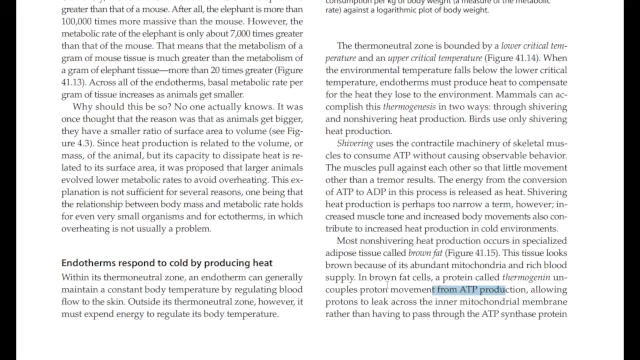 greater than that of a mouse. After all, the elephant is more than
100,000 times more massive than the mouse. However, the
metabolic rate of the elephant is only about 7,000 times greater
than that of the mouse. That means that the metabolism of a
gram of mouse tissue is much greater than the metabolism of
a gram of elephant tissue—more than 20 times greater (Figure
41.13). Across all of the endotherms, basal metabolic rate per
gram of tissue increases as animals get smaller.
Why should this be so? No one actually knows. It was
once thought that the reason was that as animals get bigger,
they have a smaller ratio of surface area to volume (see Fig-
ure 4.3). Since heat production is related to the volume, or
mass, of the animal, but its capacity to dissipate heat is re-
lated to its surface area, it was proposed that larger animals
evolved lower metabolic rates to avoid overheating. This ex-
planation is not sufficient for several reasons, one being that
the relationship between body mass and metabolic rate holds
for even very small organisms and for ectotherms, in which
overheating is not usually a problem.
Endotherms respond to cold by producing heat
Within its thermoneutral zone, an endotherm can generally
maintain a constant body temperature by regulating blood
flow to the skin. Outside its thermoneutral zone, however, it
must expend energy to regulate its body temperature.
consumption per kg of body weight (a measure of the metabolic
rate) against a logarithmic plot of body weight.
The thermoneutral zone is bounded by a lower critical tem-
perature and an upper critical temperature (Figure 41.14). When
the environmental temperature falls below the lower critical
temperature, endotherms must produce heat to compensate
for the heat they lose to the environment. Mammals can ac-
complish this thermogenesis in two ways: through shivering
and nonshivering heat production. Birds use only shivering
heat production.
Shivering uses the contractile machinery of skeletal mus-
cles to consume ATP without causing observable behavior.
The muscles pull against each other so that little movement
other than a tremor results. The energy from the conversion
of ATP to ADP in this process is released as heat. Shivering
heat production is perhaps too narrow a term, however; in-
creased muscle tone and increased body movements also con-
tribute to increased heat production in cold environments.
Most nonshivering heat production occurs in specialized
adipose tissue called brown fat (Figure 41.15). This tissue looks
brown because of its abundant mitochondria and rich blood
supply. In brown fat cells, a protein called thermogenin un-
couples proton movement from ATP production, allowing
protons to leak across the inner mitochondrial membrane
rather than having to pass through the ATP synthase protein